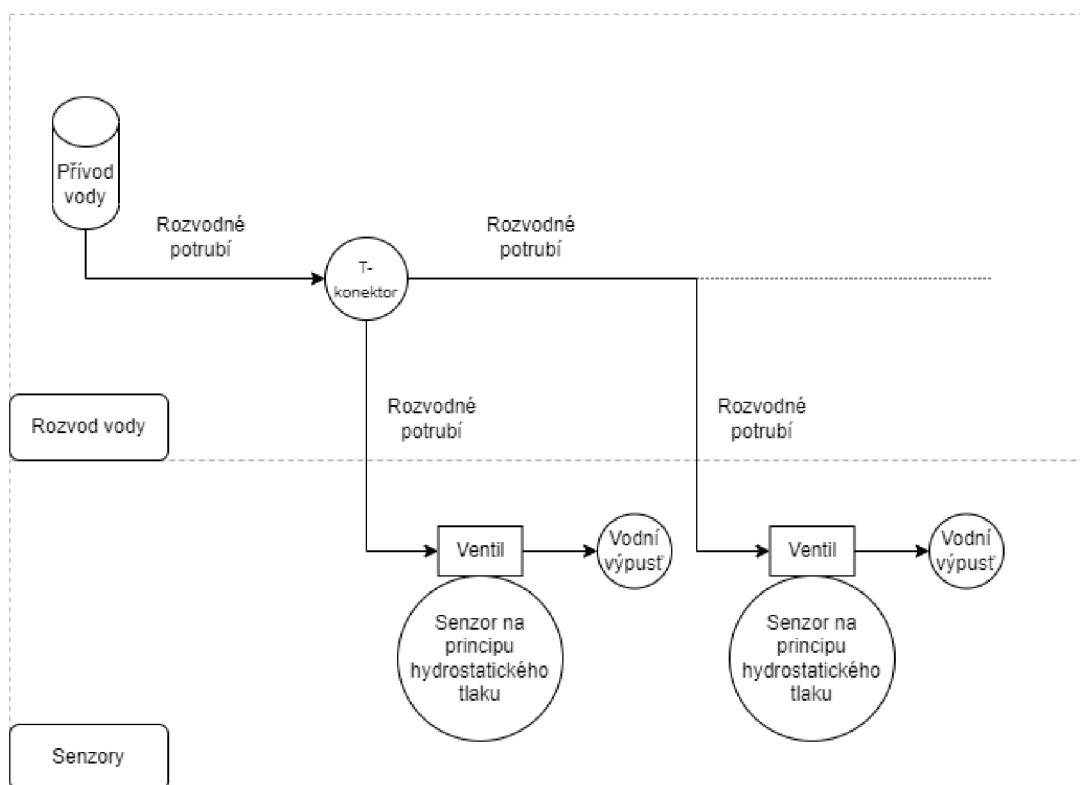 Přívod
vody
Rozvodné
potrubí
Rozvodné
potrubí
T-
konektor
Rozvodné
potrubí
Rozvodné
potrubí
Rozvod vody
Ventil
Vodní
výpusť
Ventil
Vodní
výpusť
Senzor na
principu
hydrostatického
tlaku
Senzor na
principu
hydrostatického
tlaku
Senzory